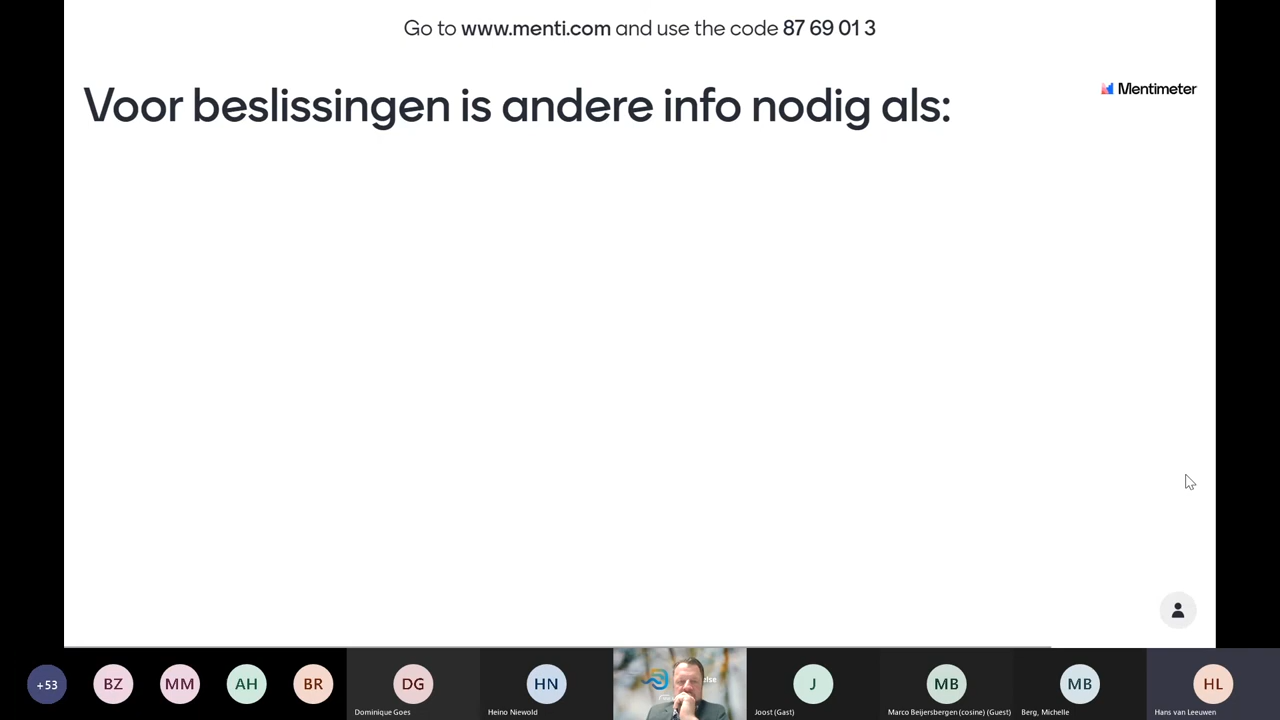 Go to www.menti.com and use the code 87 69 01 3
Mentimeter
Voor beslissingen is andere info nodig als:
+53
BZ
MM
AH
BR
DG
HN
J
MB
MB
HL
Dominique Goes
Heino Niewold
Joost (Gast)
Marco Beijersbergen (cosine) (Guest)
Berg, Michelle
Hans van Leeuwen